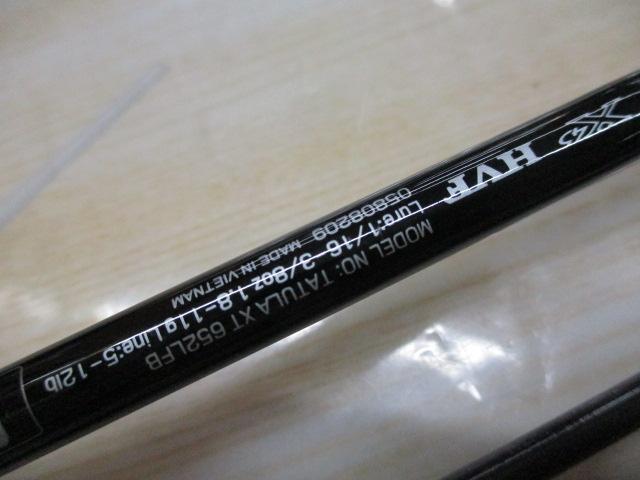 X45 HVF
MODEL NO: TATULA XT 652LFB
Lure:1/16-3/8oz 1.8-11g Line:5-12lb
05808209 MADE IN VIETNAM